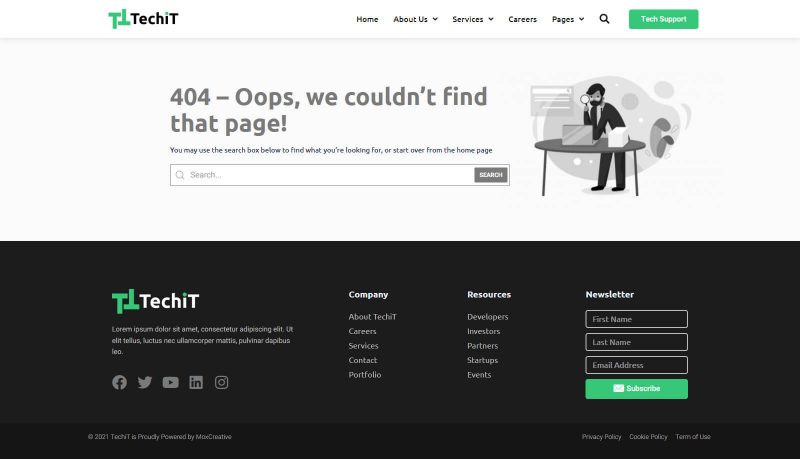 TechiT
Home About Us Services Careers Pages Tech Support
404 – Oops, we couldn't find
that page!
You may use the search box below to find what you're looking for, or start over from the home page
Search... SEARCH
TechiT
Lorem ipsum dolor sit amet, consectetur adipiscing elit. Ut
elit tellus, luctus nec ullamcorper mattis, pulvinar dapibus
leo.
Company
About TechiT
Careers
Services
Contact
Portfolio
Resources
Developers
Investors
Partners
Startups
Events
Newsletter
First Name
Last Name
Email Address
Subscribe
© 2021 TechiT is Proudly Powered by MoxCreative
Privacy Policy Cookie Policy Term of Use